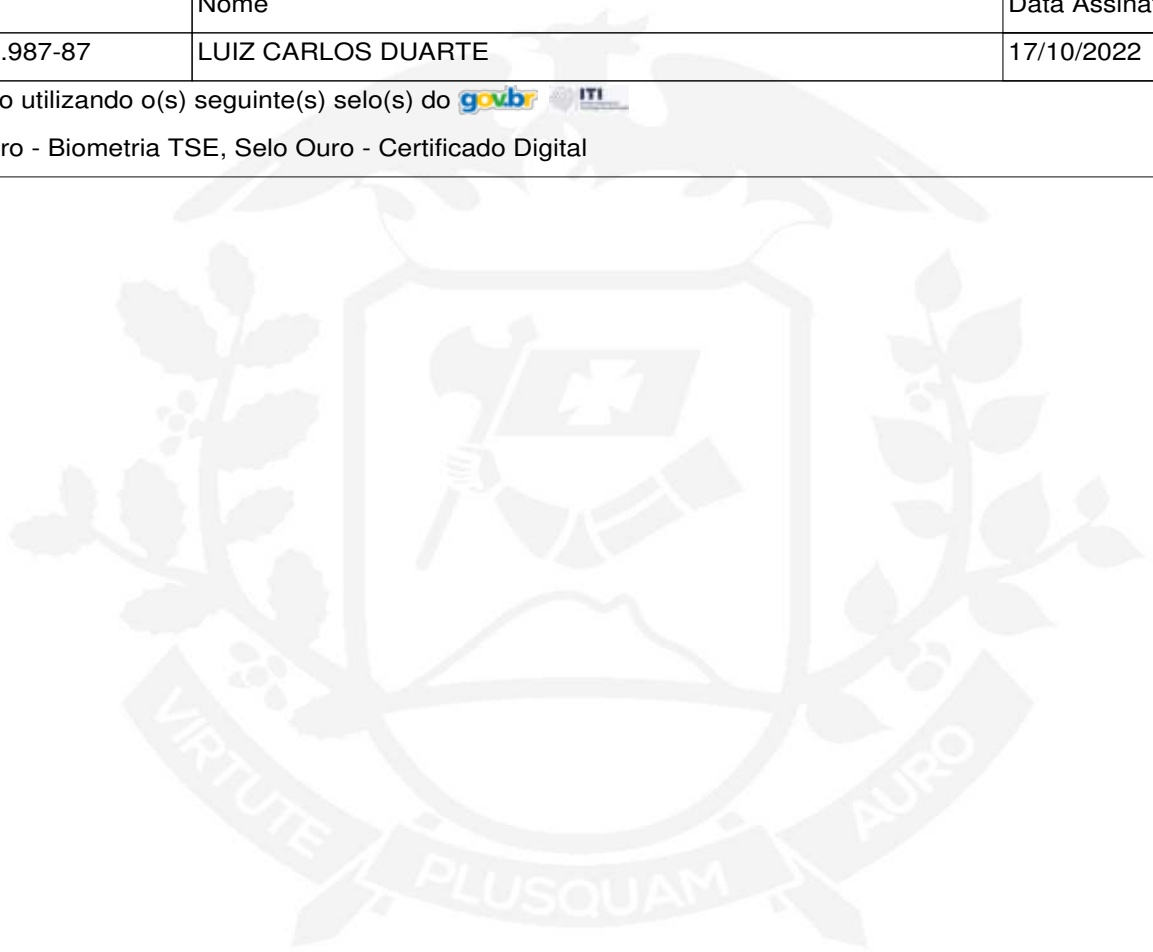 Nome Data Assina
.987-87 LUIZ CARLOS DUARTE 17/10/2022
o utilizando o(s) seguinte(s) selo(s) do gov.br ITI
ro - Biometria TSE, Selo Ouro - Certificado Digital
VIRTUTE PLUSQUAM AURO